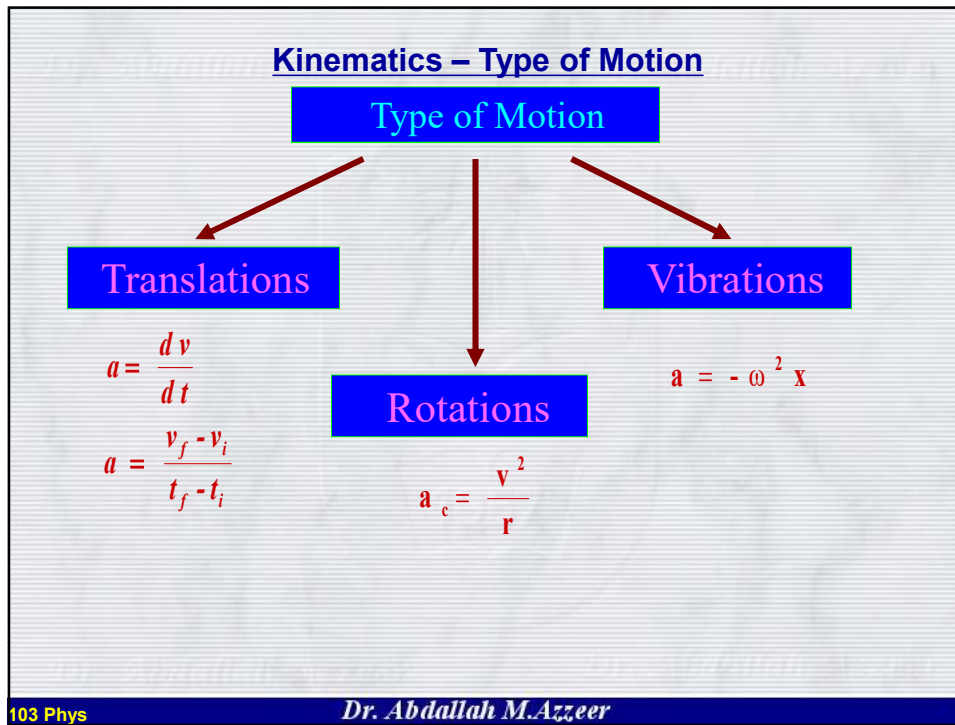 Kinematics – Type of Motion
Type of Motion
Translations
Vibrations
a = dv/dt
a = - ω² x
Rotations
a = (v_f - v_i)/(t_f - t_i)
a_c = v²/r
103 Phys
Dr. Abdallah M.Azzeer